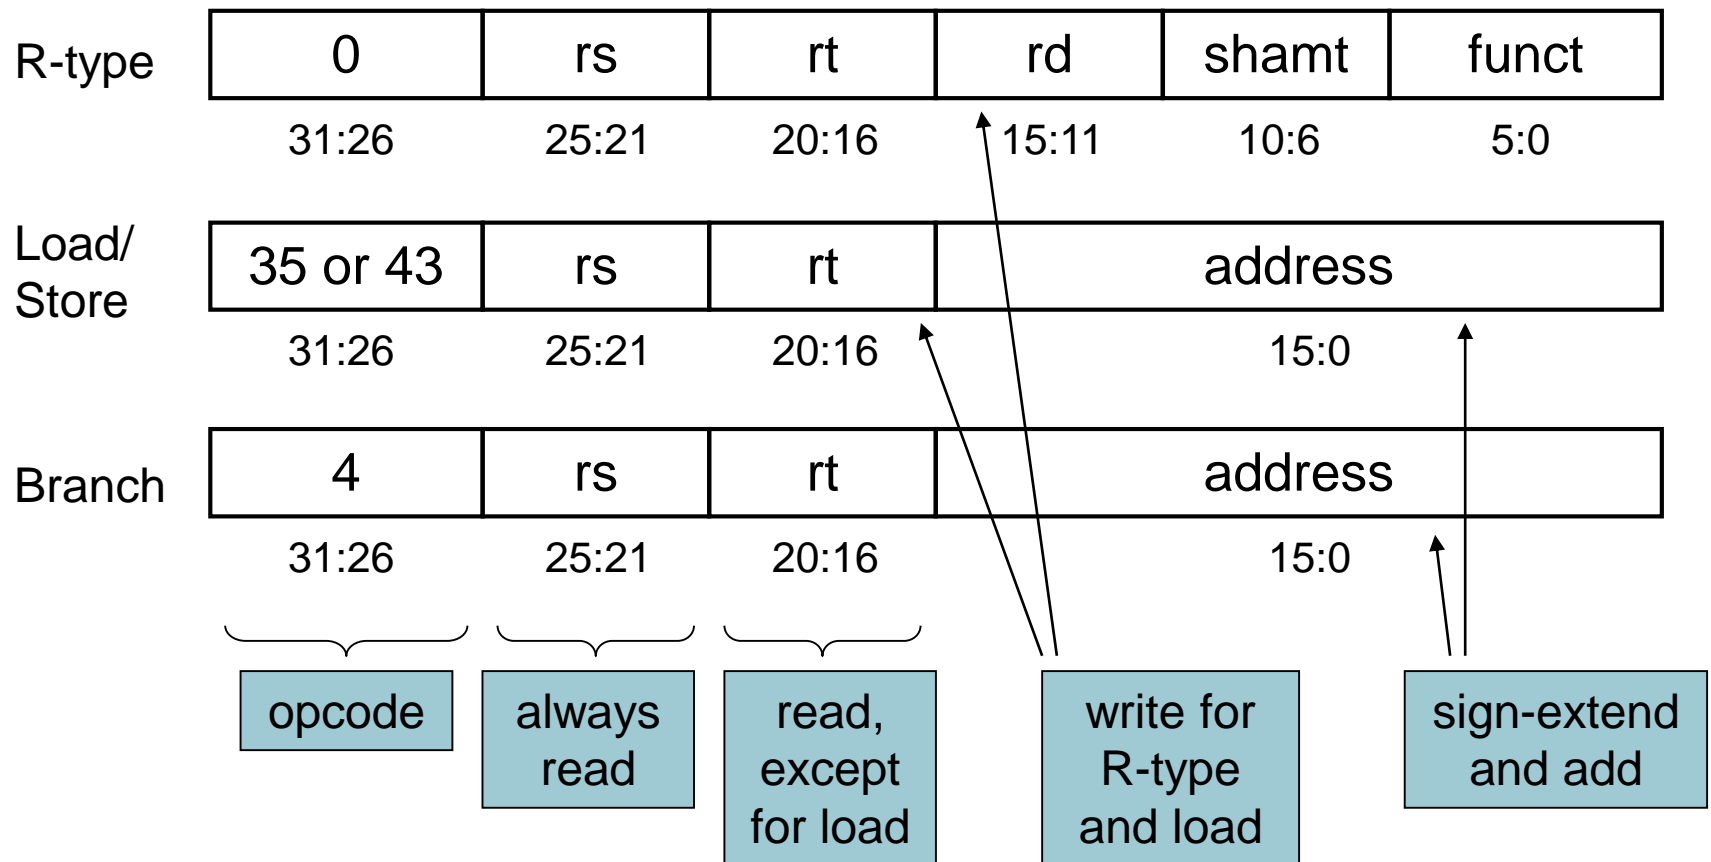 R-type 0 rs rt rd shamt funct
31:26 25:21 20:16 15:11 10:6 5:0
Load/
Store
35 or 43 rs rt address
31:26 25:21 20:16 15:0
Branch 4 rs rt address
31:26 25:21 20:16 15:0
opcode
always
read
read,
except
for load
write for
R-type
and load
sign-extend
and add